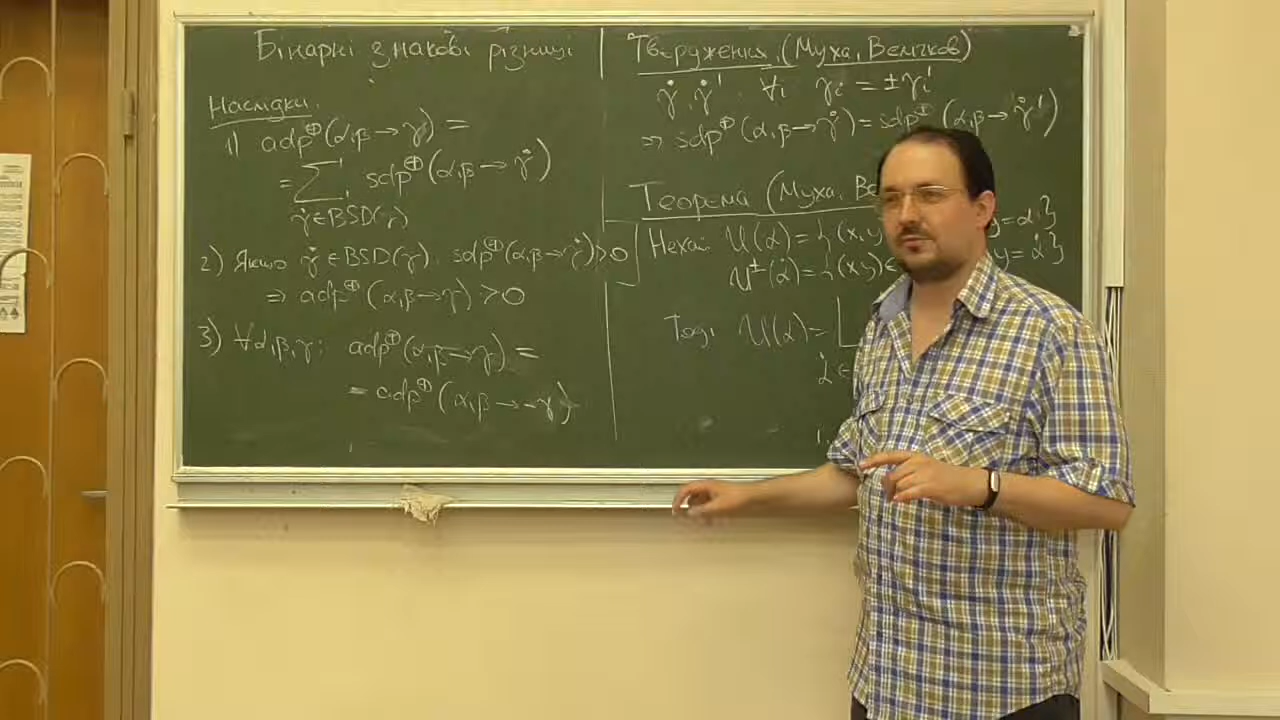 Бінарні знакові різниці
Наслідки.
1) adp⊕(α,β→γ) =
= ∑ sdp⊕(α,β→γ̇)
γ̇∈BSD(γ)
2) Якщо γ̇∈BSD(γ), sdp⊕(α,β→γ̇)>0
⇒ adp⊕(α,β→γ) > 0
3) ∀α,β,γ: adp⊕(α,β→γ) =
= adp⊕(α,β→-γ)
Твердження (Муха, Велічков)
γ̇, γ̇' ∀i γ̇i = ±γ̇i'
⇒ sdp⊕(α,β→γ̇) = sdp⊕(α,β→γ̇')
Теорема (Муха, Ве
Нехай U(α) = {(x,y y=α}
U±(α̇) = {(x,y)∈ y=α̇}
Тоді U(α) =
α̇∈